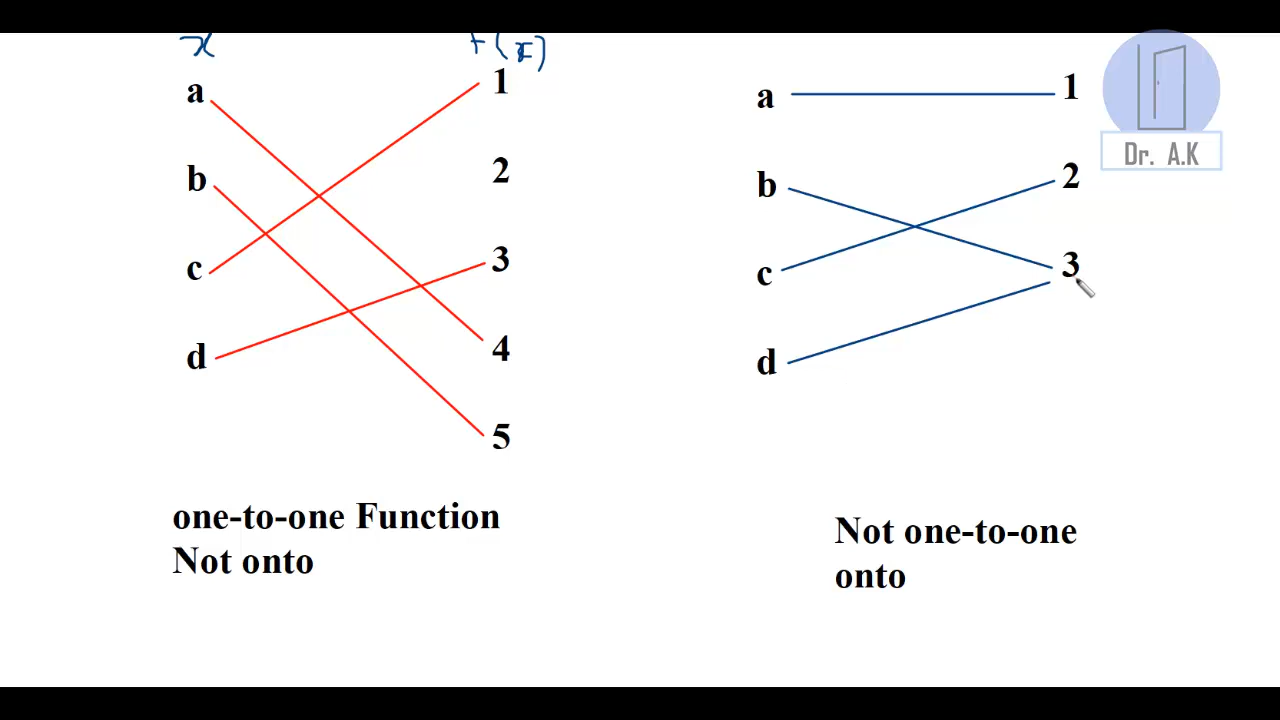 x
f(x)
a
b
c
d
1
2
3
4
5
one-to-one Function
Not onto
a
b
c
d
1
2
3
Not one-to-one
onto
Dr. A.K